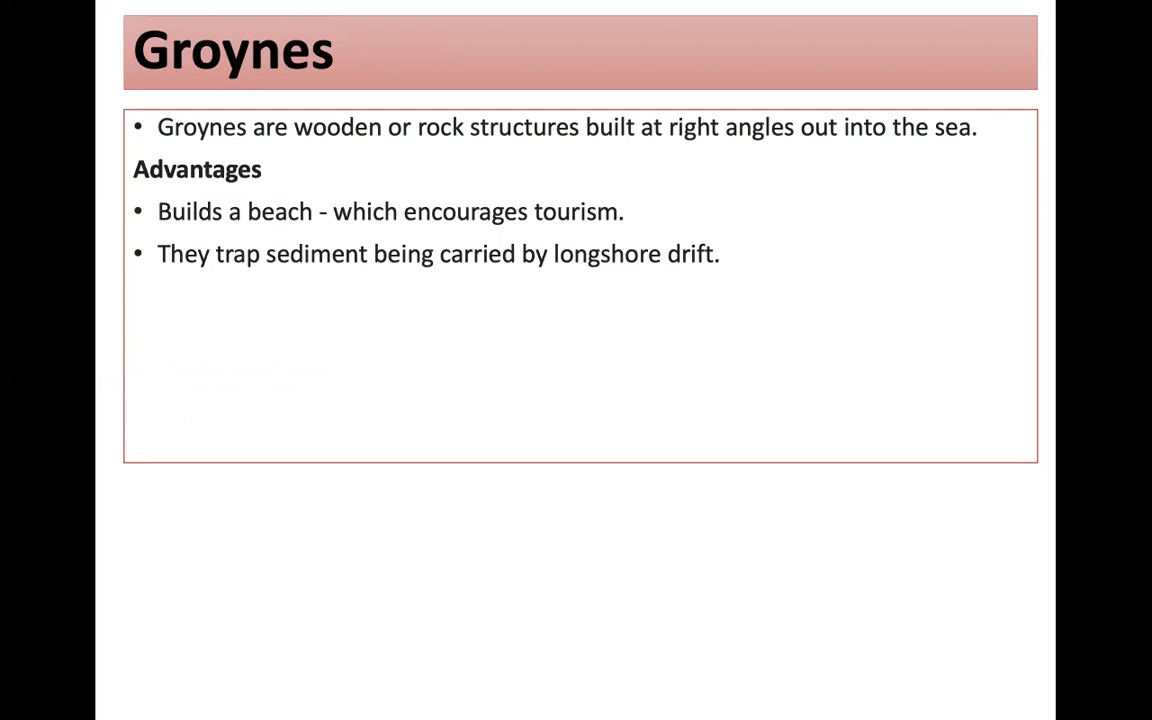 Groynes
• Groynes are wooden or rock structures built at right angles out into the sea.
Advantages
• Builds a beach - which encourages tourism.
• They trap sediment being carried by longshore drift.